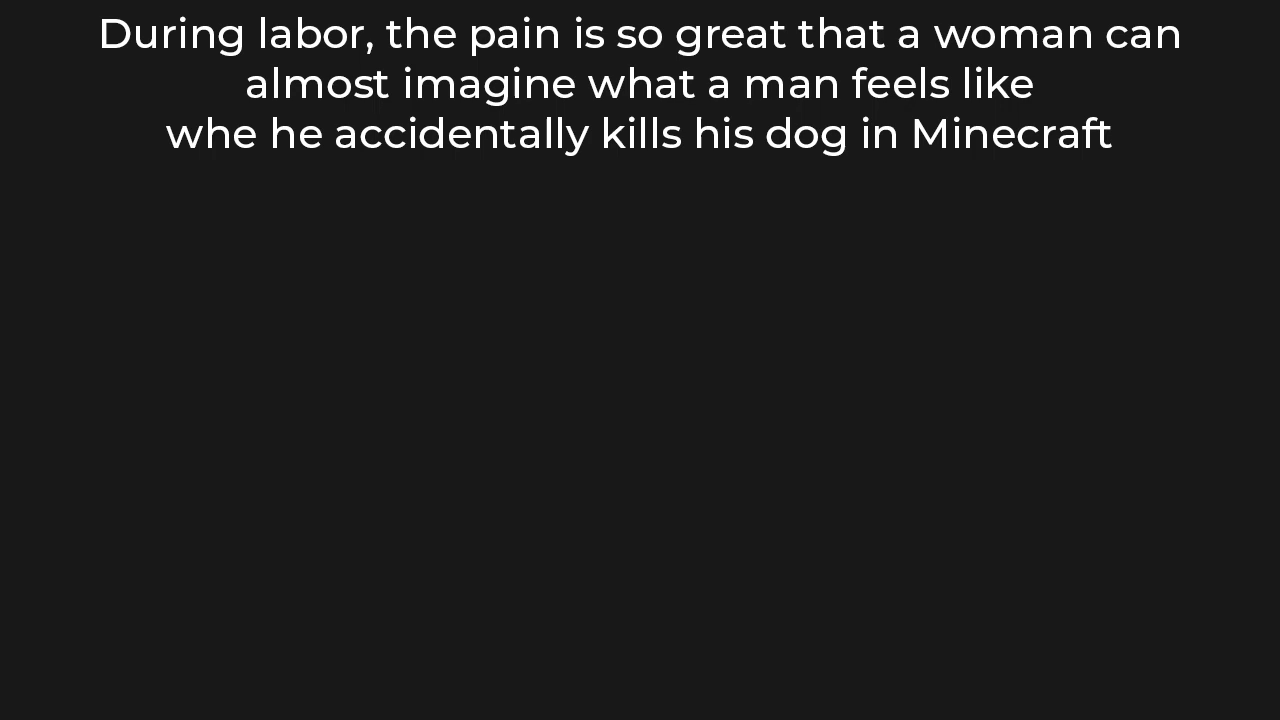 During labor, the pain is so great that a woman can
almost imagine what a man feels like
whe he accidentally kills his dog in Minecraft